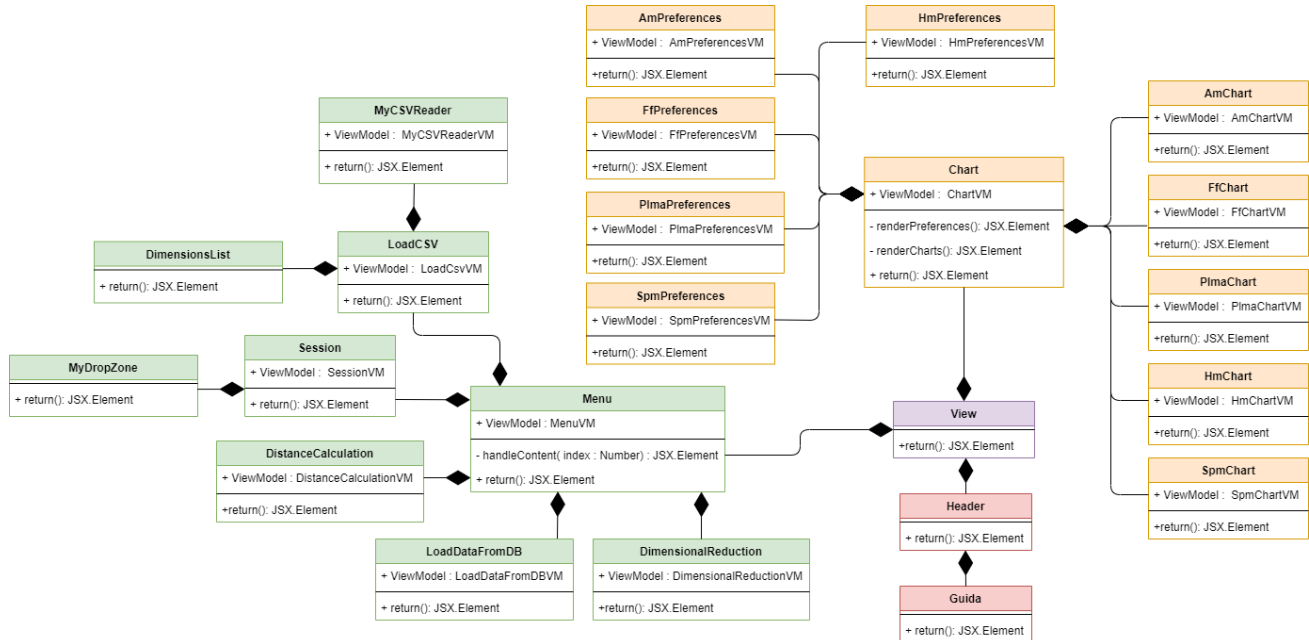 AmPreferences
+ ViewModel : AmPreferencesVM
+return(): JSX.Element
HmPreferences
+ ViewModel : HmPreferencesVM
+return(): JSX.Element
MyCSVReader
+ ViewModel : MyCSVReaderVM
+ return(): JSX.Element
FfPreferences
+ ViewModel : FfPreferencesVM
+return(): JSX.Element
AmChart
+ ViewModel : AmChartVM
+return(): JSX.Element
Chart
+ ViewModel : ChartVM
- renderPreferences(): JSX.Element
- renderCharts(): JSX.Element
+ return(): JSX.Element
FfChart
+ ViewModel : FfChartVM
+return(): JSX.Element
PlmaPreferences
+ ViewModel : PlmaPreferencesVM
+return(): JSX.Element
DimensionsList
+ return(): JSX.Element
LoadCSV
+ ViewModel : LoadCsvVM
+ return(): JSX.Element
PlmaChart
+ ViewModel : PlmaChartVM
+return(): JSX.Element
SpmPreferences
+ ViewModel : SpmPreferencesVM
+return(): JSX.Element
MyDropZone
+ return(): JSX.Element
Session
+ ViewModel : SessionVM
+ return(): JSX.Element
HmChart
+ ViewModel : HmChartVM
+return(): JSX.Element
Menu
+ ViewModel : MenuVM
- handleContent( index : Number) : JSX.Element
+ return(): JSX.Element
View
+return(): JSX.Element
DistanceCalculation
+ ViewModel : DistanceCalculationVM
+return(): JSX.Element
SpmChart
+ ViewModel : SpmChartVM
+return(): JSX.Element
Header
+ return(): JSX.Element
LoadDataFromDB
+ ViewModel : LoadDataFromDBVM
+ return(): JSX.Element
DimensionalReduction
+ ViewModel : DimensionalReductionVM
+ return(): JSX.Element
Guida
+ return(): JSX.Element